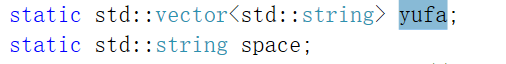 static std::vector<std::string> yufa;
static std::string space;